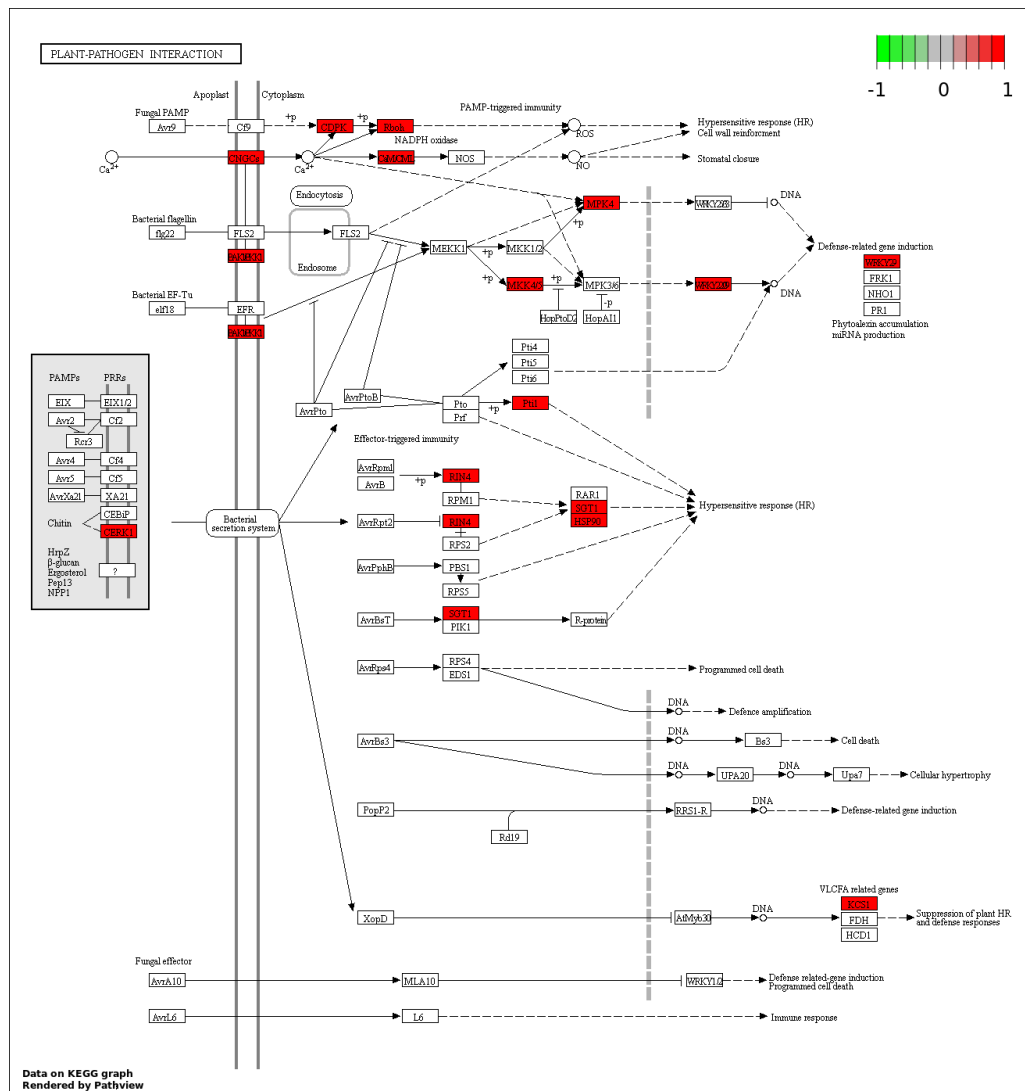 PLANT-PATHOGEN INTERACTION
-1 0 1
Apoplast
Cytoplasm
Fungal PAMP
Avr9
Cf9
+p
CDPK
+p
Rboh
PAMP-triggered immunity
ROS
Hypersensitive response (HR)
Cell wall reinforcement
NADPH oxidase
Ca2+
CNGCs
Ca2+
CaMCML
NOS
NO
Stomatal closure
Endocytosis
MPK4
WRKY25/33
DNA
Bacterial flagellin
flg22
FLS2
FLS2
MEKK1
+p
MKK1/2
+p
Defense-related gene induction
Endosome
+p
MKK4/5
+p
MPK3/6
DNA
WRKY29
FRK1
NHO1
PR1
Phytoalexin accumulation
miRNA production
Bacterial EF-Tu
elf18
EFR
-p
HopPtoD2
HopAI1
Pti4
Pti5
Pti6
AvrPto
AvrPtoB
Pto
Prf
+p
Pti1
PAMPs
PRRs
EIX
EIX1/2
Avr2
Cf2
Rcr3
Avr4
Cf4
Avr5
Cf5
AvrXa21
XA21
CEBiP
Chitin
CERK1
HrpZ
β-glucan
Ergosterol
Pep13
NPP1
?
Effector-triggered immunity
AvrRpm1
AvrB
+p
RIN4
RPM1
RAR1
SGT1
HSP90
Hypersensitive response (HR)
Bacterial
secretion system
AvrRpt2
RIN4
RPS2
AvrPphB
PBS1
RPS5
AvrBsT
SGT1
PIK1
R-protein
AvrRps4
RPS4
EDS1
Programmed cell death
DNA
Defence amplification
AvrBs3
DNA
Bs3
Cell death
DNA
UPA20
DNA
Upa7
Cellular hypertrophy
PopP2
Rd19
RRS1-R
DNA
Defense-related gene induction
VLCFA related genes
XopD
AtMyb30
DNA
KCS1
FDH
HCD1
Suppression of plant HR
and defense responses
Fungal effector
AvrA10
MLA10
WRKY1/2
Defense related-gene induction
Programmed cell death
AvrL6
L6
Immune response
Data on KEGG graph
Rendered by Pathview